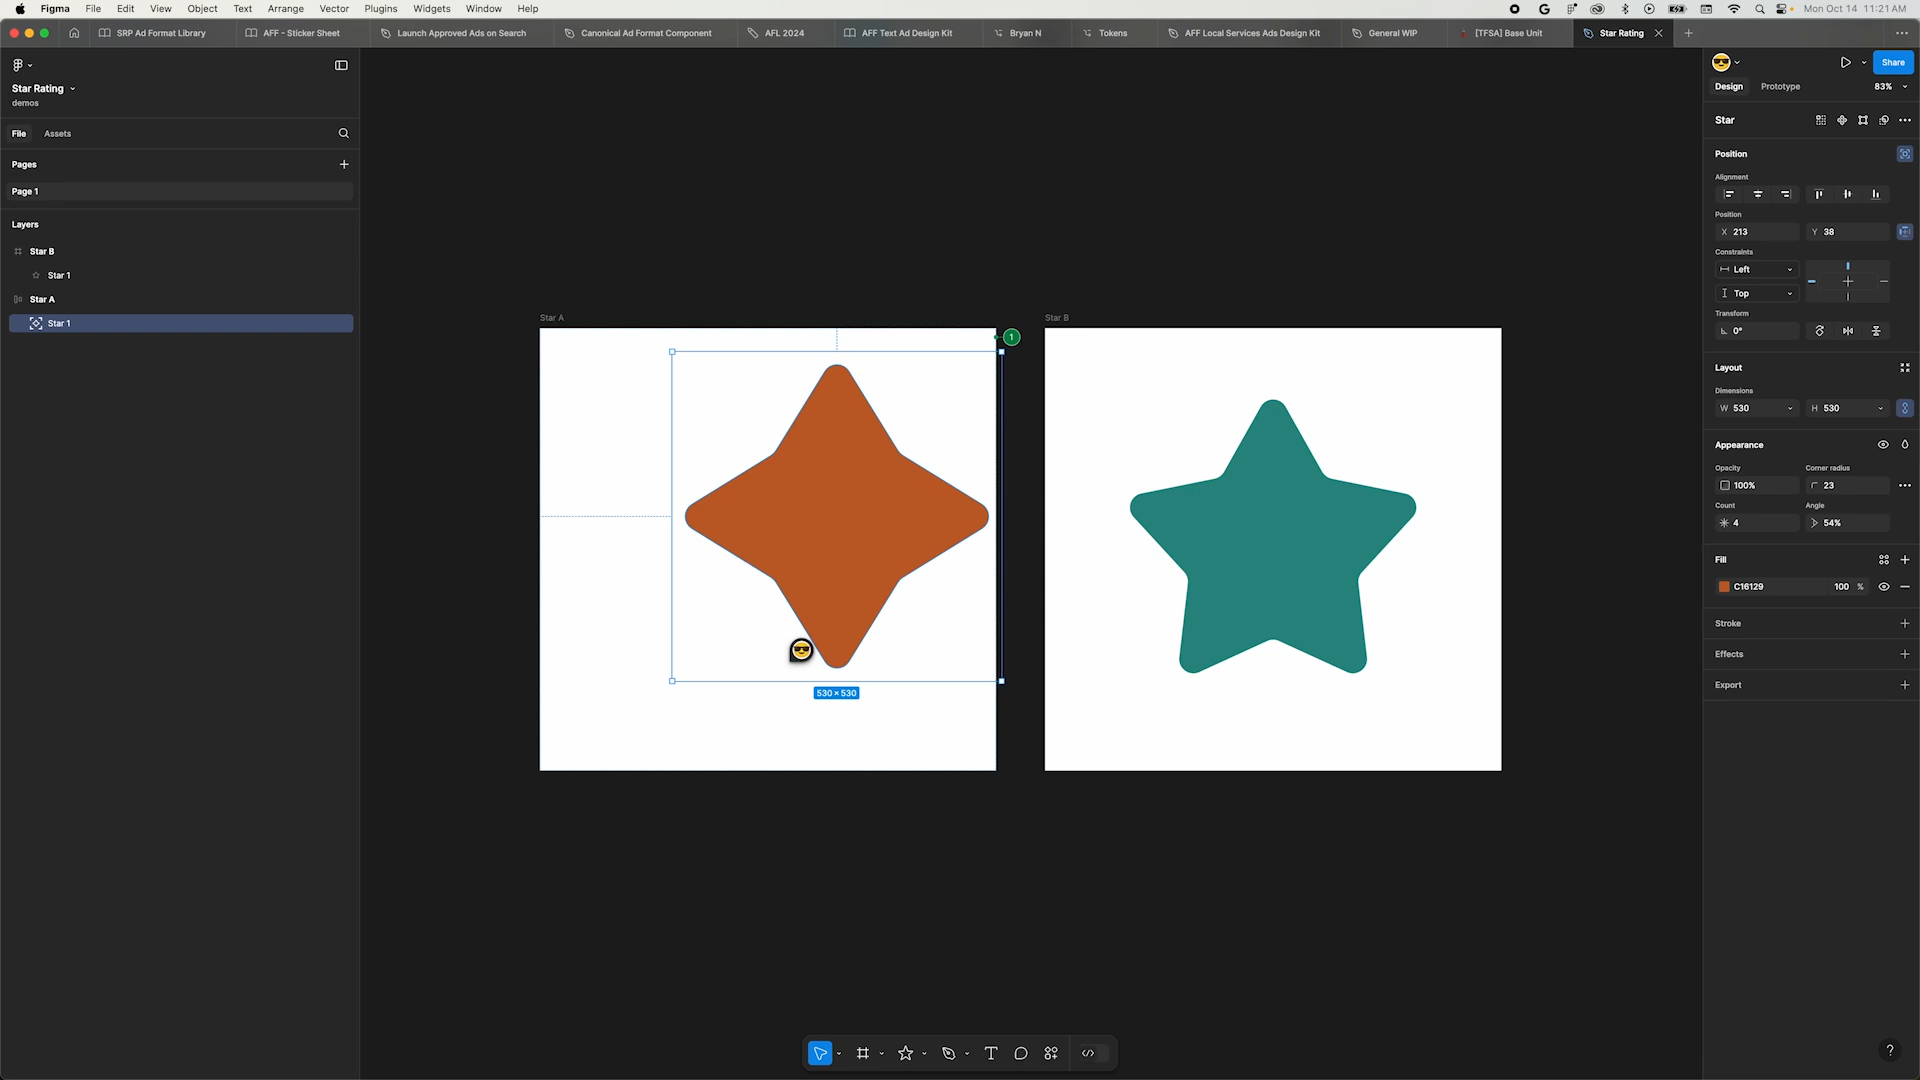 Figma File Edit View Object Text Arrange Vector Plugins Widgets Window Help
Mon Oct 14 11:21 AM
SRP Ad Format Library
AFF - Sticker Sheet
Launch Approved Ads on Search
Canonical Ad Format Component
AFL 2024
AFF Text Ad Design Kit
Bryan N
Tokens
AFF Local Services Ads Design Kit
General WIP
[TFSA] Base Unit
Star Rating
Star Rating
demos
File Assets
Pages
Page 1
Layers
Star B
Star 1
Star A
Star 1
Star A
1
530 × 530
Star B
Share
Design Prototype 83%
Star
Position
Alignment
Position
X 213 Y 38
Constraints
Left
Top
Transform
0°
Layout
Dimensions
W 530 H 530
Appearance
Opacity Corner radius
100% 23
Count Angle
4 54%
Fill
C16129 100 %
Stroke
Effects
Export
?